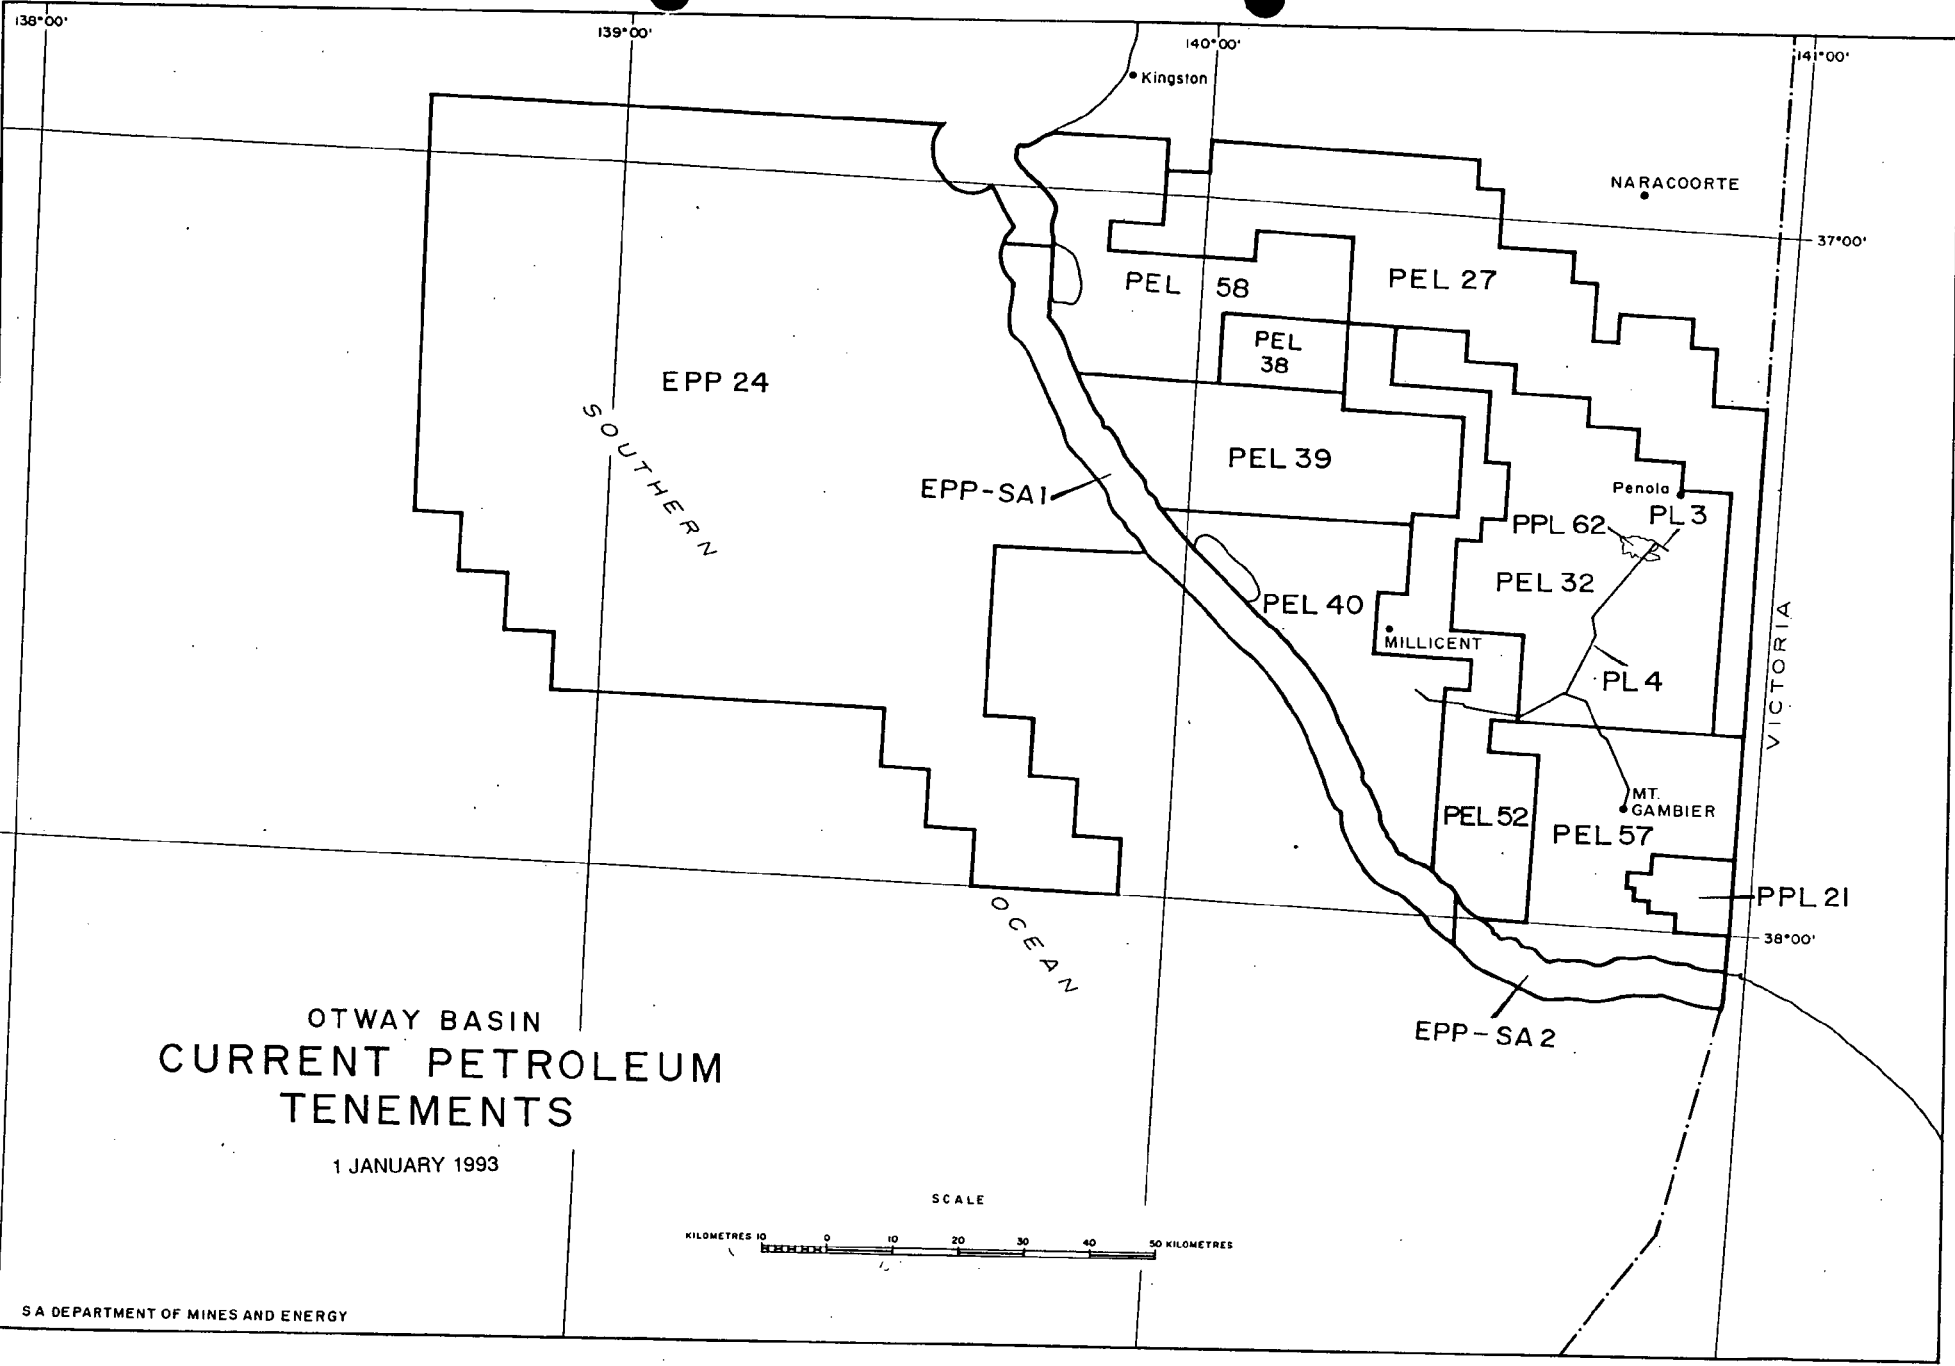 138°00'
139°00'
140°00'
141°00'
Kingston
NARACOORTE
37°00'
PEL 58
PEL 27
PEL
38
EPP 24
SOUTHERN
PEL 39
EPP-SA1
Penola
PPL 62
PL 3
PEL 32
PEL 40
MILLICENT
PL 4
VICTORIA
MT.
GAMBIER
PEL 52
PEL 57
PPL 21
OCEAN
38°00'
EPP-SA2
OTWAY BASIN
CURRENT PETROLEUM
TENEMENTS
1 JANUARY 1993
SCALE
KILOMETRES 10 0 10 20 30 40 50 KILOMETRES
S A DEPARTMENT OF MINES AND ENERGY